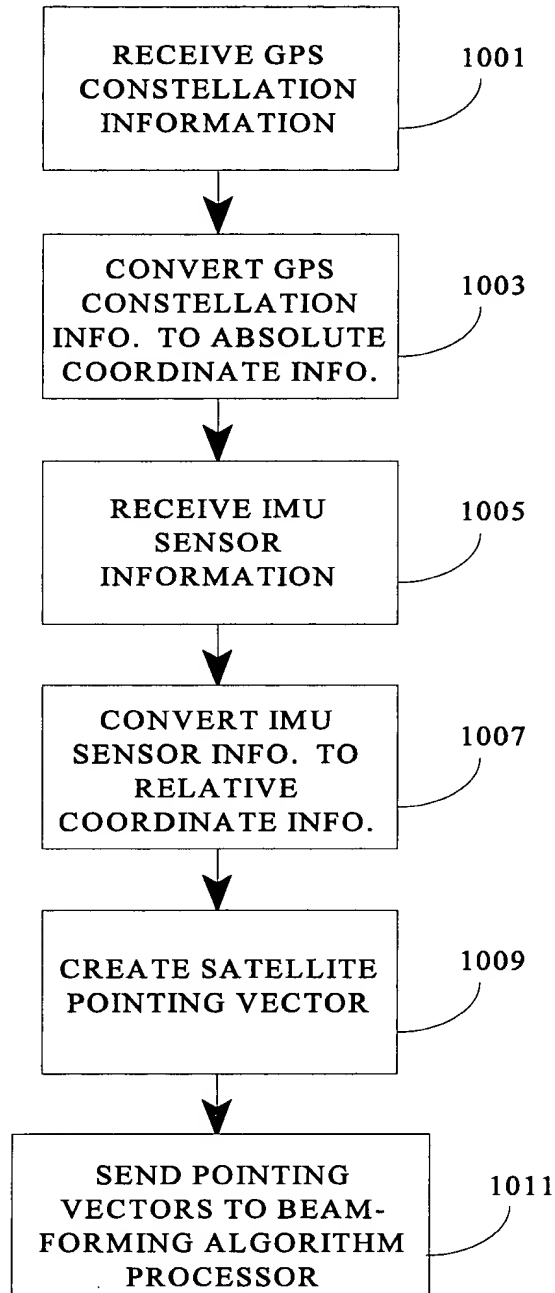 RECEIVE GPS
CONSTELLATION
INFORMATION
1001
CONVERT GPS
CONSTELLATION
INFO. TO ABSOLUTE
COORDINATE INFO.
1003
RECEIVE IMU
SENSOR
INFORMATION
1005
CONVERT IMU
SENSOR INFO. TO
RELATIVE
COORDINATE INFO.
1007
CREATE SATELLITE
POINTING VECTOR
1009
SEND POINTING
VECTORS TO BEAM-
FORMING ALGORITHM
PROCESSOR
1011